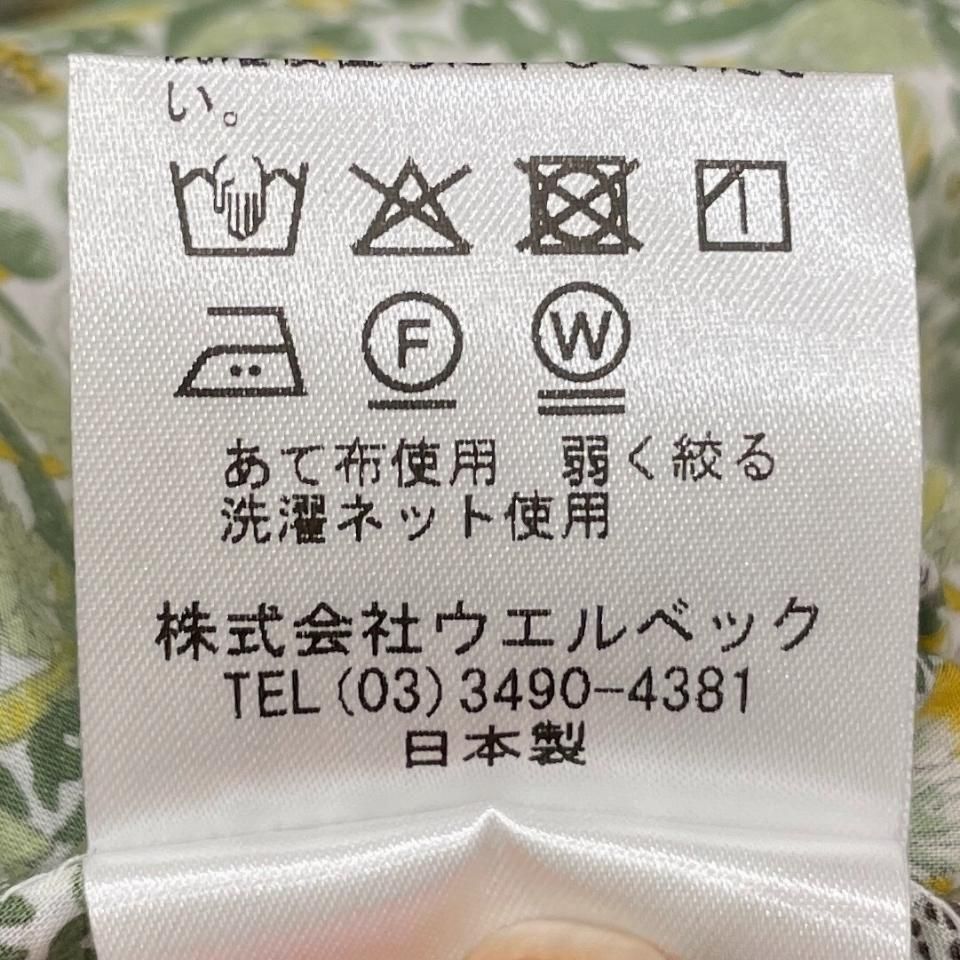 い。
F W
あて布使用 弱く絞る
洗濯ネット使用
株式会社ウエルベック
TEL(03)3490-4381
日本製